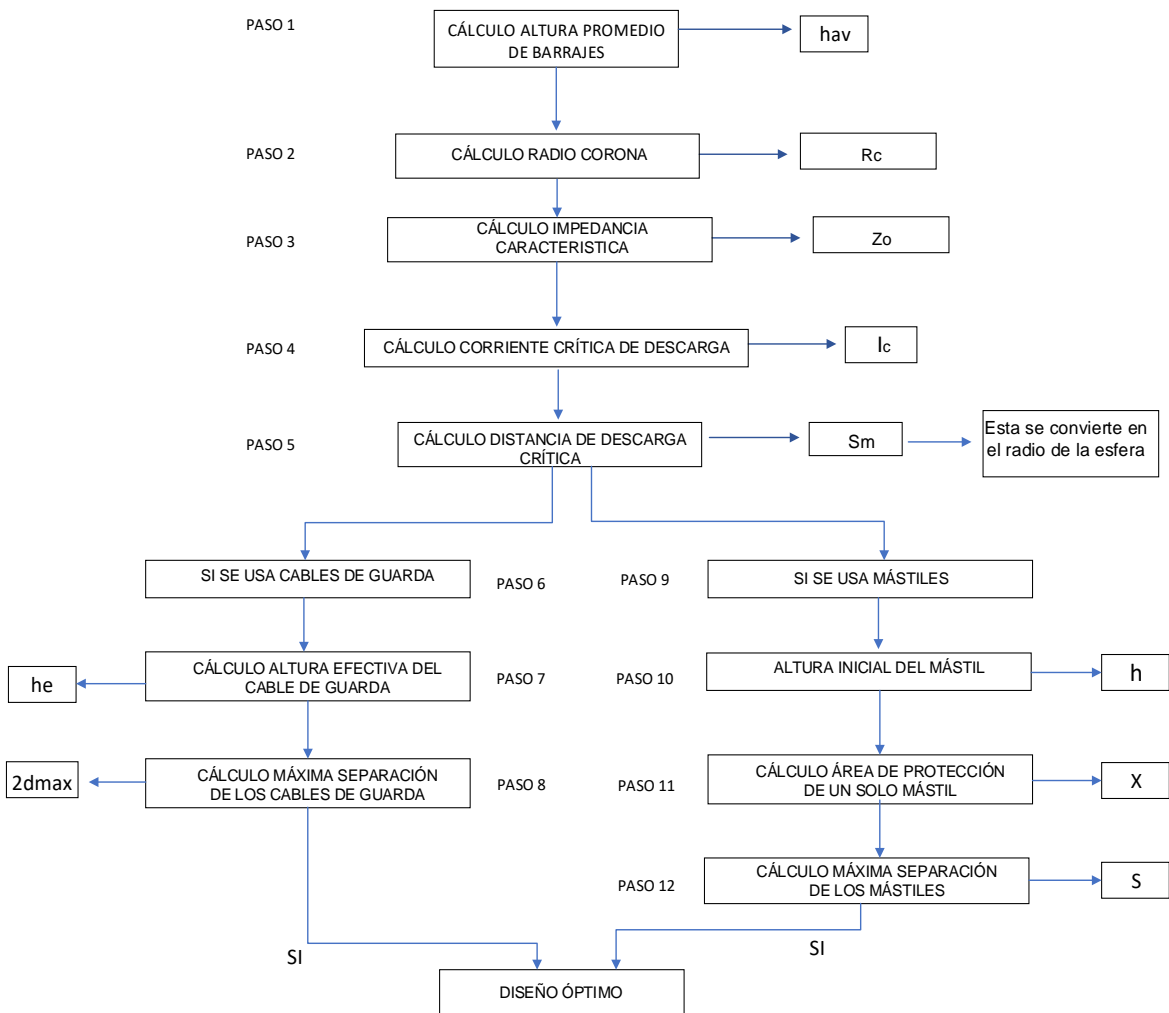 PASO 1
CÁLCULO ALTURA PROMEDIO
DE BARRAJES
hav
PASO 2
CÁLCULO RADIO CORONA
Rc
PASO 3
CÁLCULO IMPEDANCIA
CARACTERISTICA
Zo
PASO 4
CÁLCULO CORRIENTE CRÍTICA DE DESCARGA
Ic
PASO 5
CÁLCULO DISTANCIA DE DESCARGA
CRÍTICA
Sm
Esta se convierte en
el radio de la esfera
SI SE USA CABLES DE GUARDA
PASO 6
PASO 9
SI SE USA MÁSTILES
he
CÁLCULO ALTURA EFECTIVA DEL
CABLE DE GUARDA
PASO 7
PASO 10
ALTURA INICIAL DEL MÁSTIL
h
2dmax
CÁLCULO MÁXIMA SEPARACIÓN
DE LOS CABLES DE GUARDA
PASO 8
PASO 11
CÁLCULO ÁREA DE PROTECCIÓN
DE UN SOLO MÁSTIL
X
PASO 12
CÁLCULO MÁXIMA SEPARACIÓN
DE LOS MÁSTILES
S
SI
SI
DISEÑO ÓPTIMO